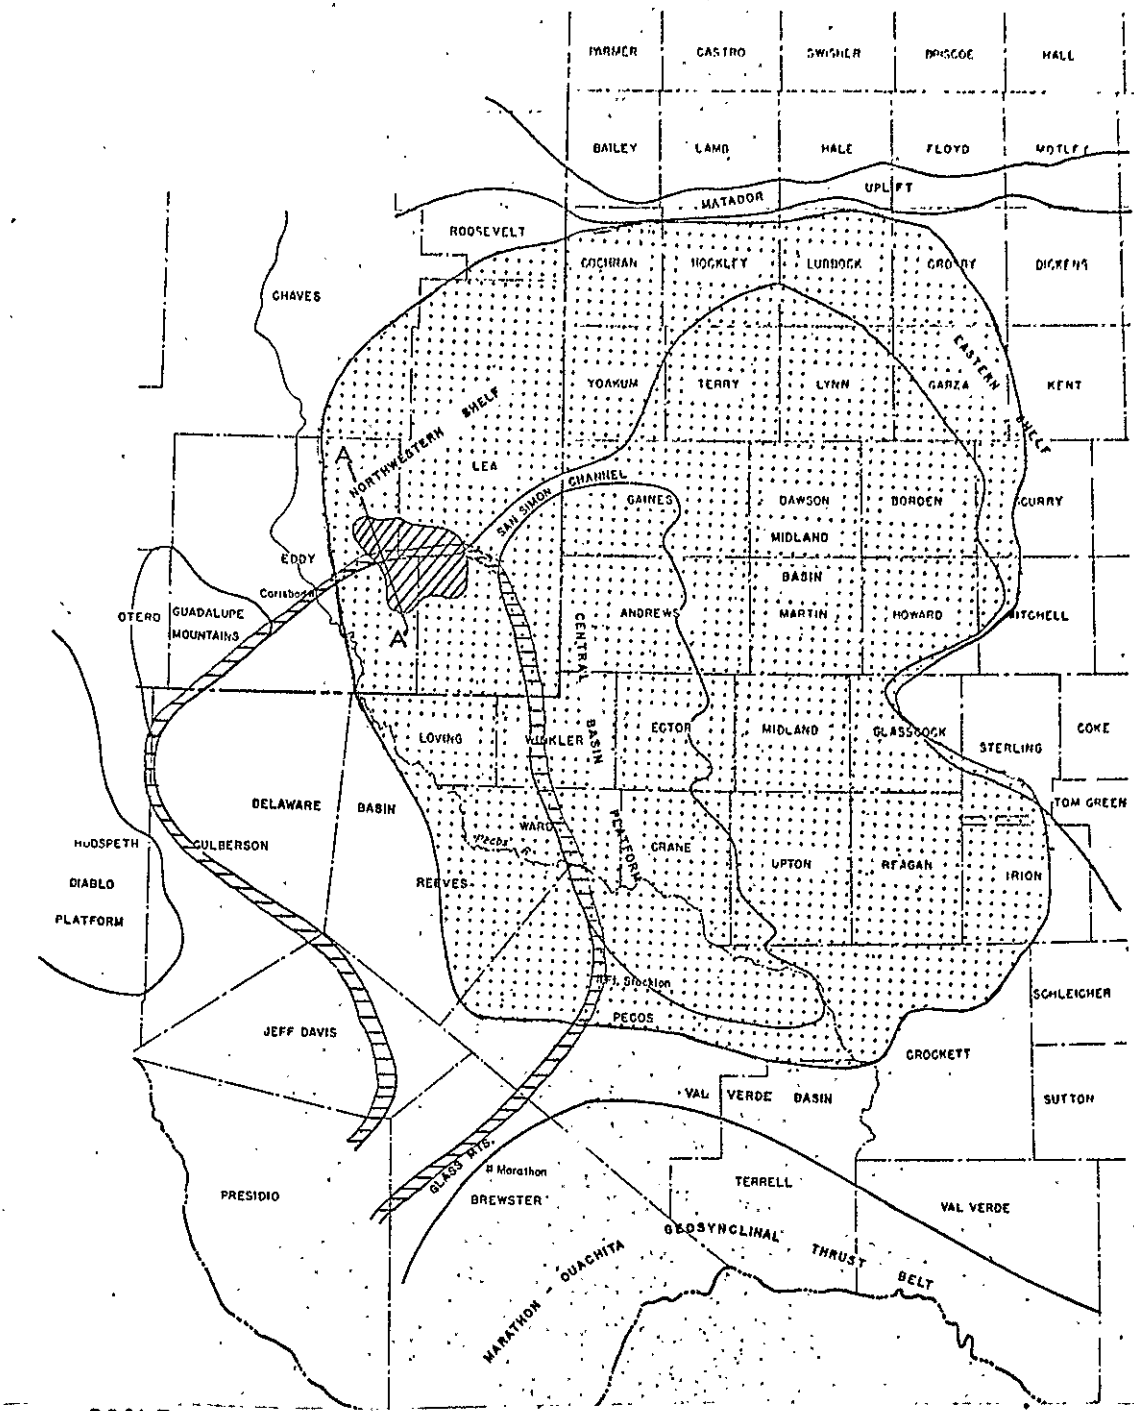 PARMER CASTRO SWISHER BRISCOE HALL
BAILEY LAMB HALE FLOYD MOTLEY
MATADOR UPLIFT
ROOSEVELT
COCHRAN HOCKLEY LUBBOCK CROSBY DICKENS
CHAVES
EASTERN SHELF
YOAKUM TERRY LYNN GARZA KENT
NORTHWESTERN SHELF
A
LEA
SAN SIMON CHANNEL
GAINES DAWSON BORDEN CURRY
MIDLAND
EDDY
BASIN
Carlsbad
OTERO GUADALUPE
MOUNTAINS
ANDREWS MARTIN HOWARD MITCHELL
A'
CENTRAL
BASIN
PLATFORM
LOVING WINKLER ECTOR MIDLAND GLASSCOCK STERLING COKE
DELAWARE BASIN
TOM GREEN
HUDSPETH CULBERSON
WARD
Pecos R.
CRANE UPTON REAGAN IRION
DIABLO
PLATFORM
REEVES
Ft. Stockton
SCHLEICHER
PECOS
JEFF DAVIS
CROCKETT
VAL VERDE BASIN
SUTTON
GLASS MTS.
Marathon
BREWSTER
TERRELL
PRESIDIO
VAL VERDE
MARATHON - OUACHITA GEOSYNCLINAL THRUST BELT